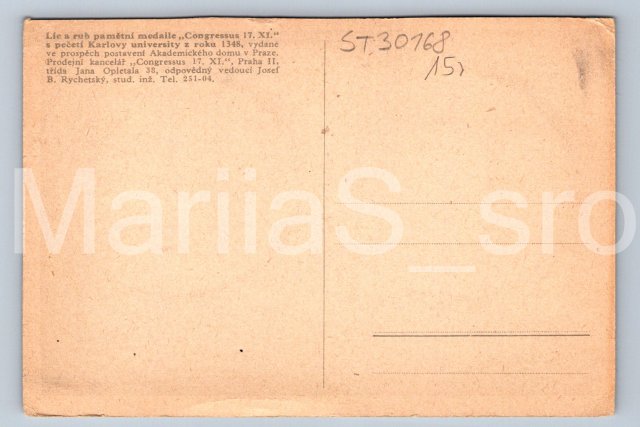 Líc a rub pamětní medaile „Congressus 17. XI.“
s pečetí Karlovy university z roku 1348, vydané
ve prospěch postavení Akademického domu v Praze.
Prodejní kancelář „Congressus 17. XI.“, Praha II,
třída Jana Opletala 38, odpovědný vedoucí Josef
B. Rychetský, stud. inž. Tel. 251-04.
ST.30168
MariiaS_sro